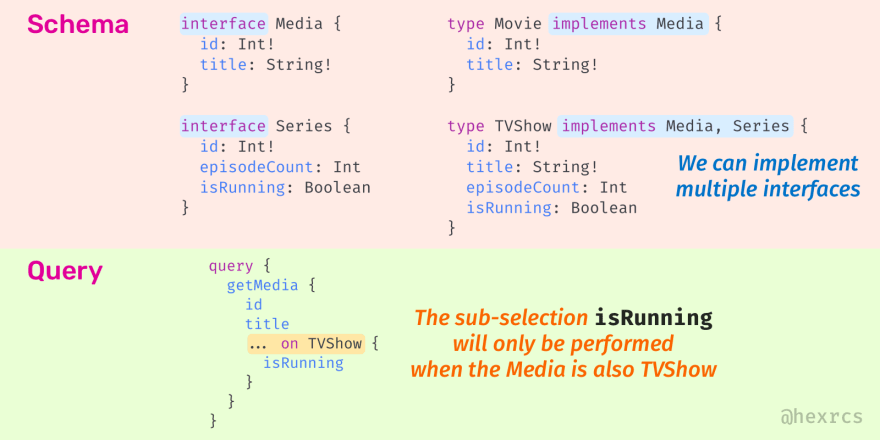 Schema
interface Media {
id: Int!
title: String!
}
type Movie implements Media {
id: Int!
title: String!
}
interface Series {
id: Int!
episodeCount: Int
isRunning: Boolean
}
type TVShow implements Media, Series {
id: Int!
title: String!
episodeCount: Int
isRunning: Boolean
}
We can implement
multiple interfaces
Query
query {
getMedia {
id
title
... on TVShow {
isRunning
}
}
}
The sub-selection isRunning
will only be performed
when the Media is also TVShow
@hexrcs